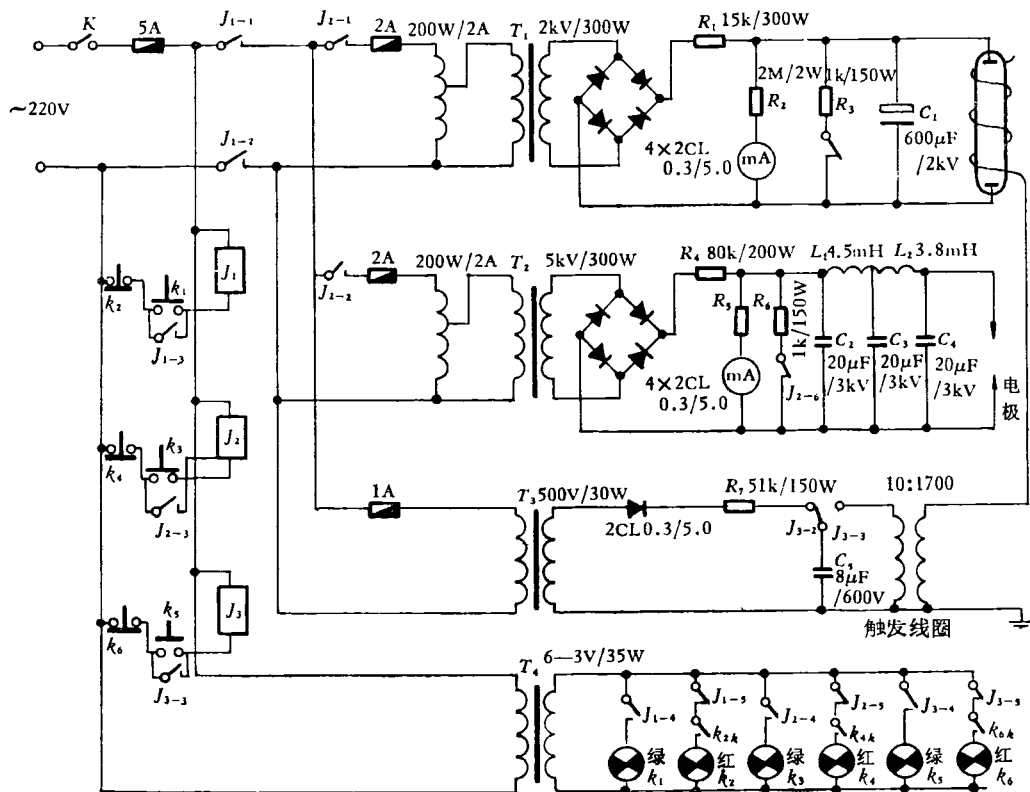 K
5A
J₁₋₁
J₂₋₁
2A
200W/2A
T₁
2kV/300W
R₁ 15k/300W
~220V
J₁₋₂
4×2CL
0.3/5.0
2M/2W
R₂
mA
1k/150W
R₃
C₁
600μF
/2kV
k₂
k₁
J₁
J₁₋₃
J₂₋₂
2A
200W/2A
T₂
5kV/300W
R₄ 80k/200W
L₁ 4.5mH
L₂ 3.8mH
4×2CL
0.3/5.0
R₅
mA
R₆
1k/150W
J₂₋₆
C₂
20μF
/3kV
C₃
20μF
/3kV
C₄
20μF
/3kV
电极
k₄
k₃
J₂
J₂₋₃
1A
T₃
500V/30W
2CL0.3/5.0
R₇ 51k/150W
J₃₋₂
J₃₋₃
C₅
8μF
/600V
10:1700
触发线圈
k₆
k₅
J₃
J₃₋₃
T₄
6—3V/35W
J₁₋₄
绿
k₁
J₁₋₅
k₂ₖ
红
k₂
J₂₋₄
绿
k₃
J₂₋₅
k₄ₖ
红
k₄
J₃₋₄
绿
k₅
J₃₋₅
k₆ₖ
红
k₆